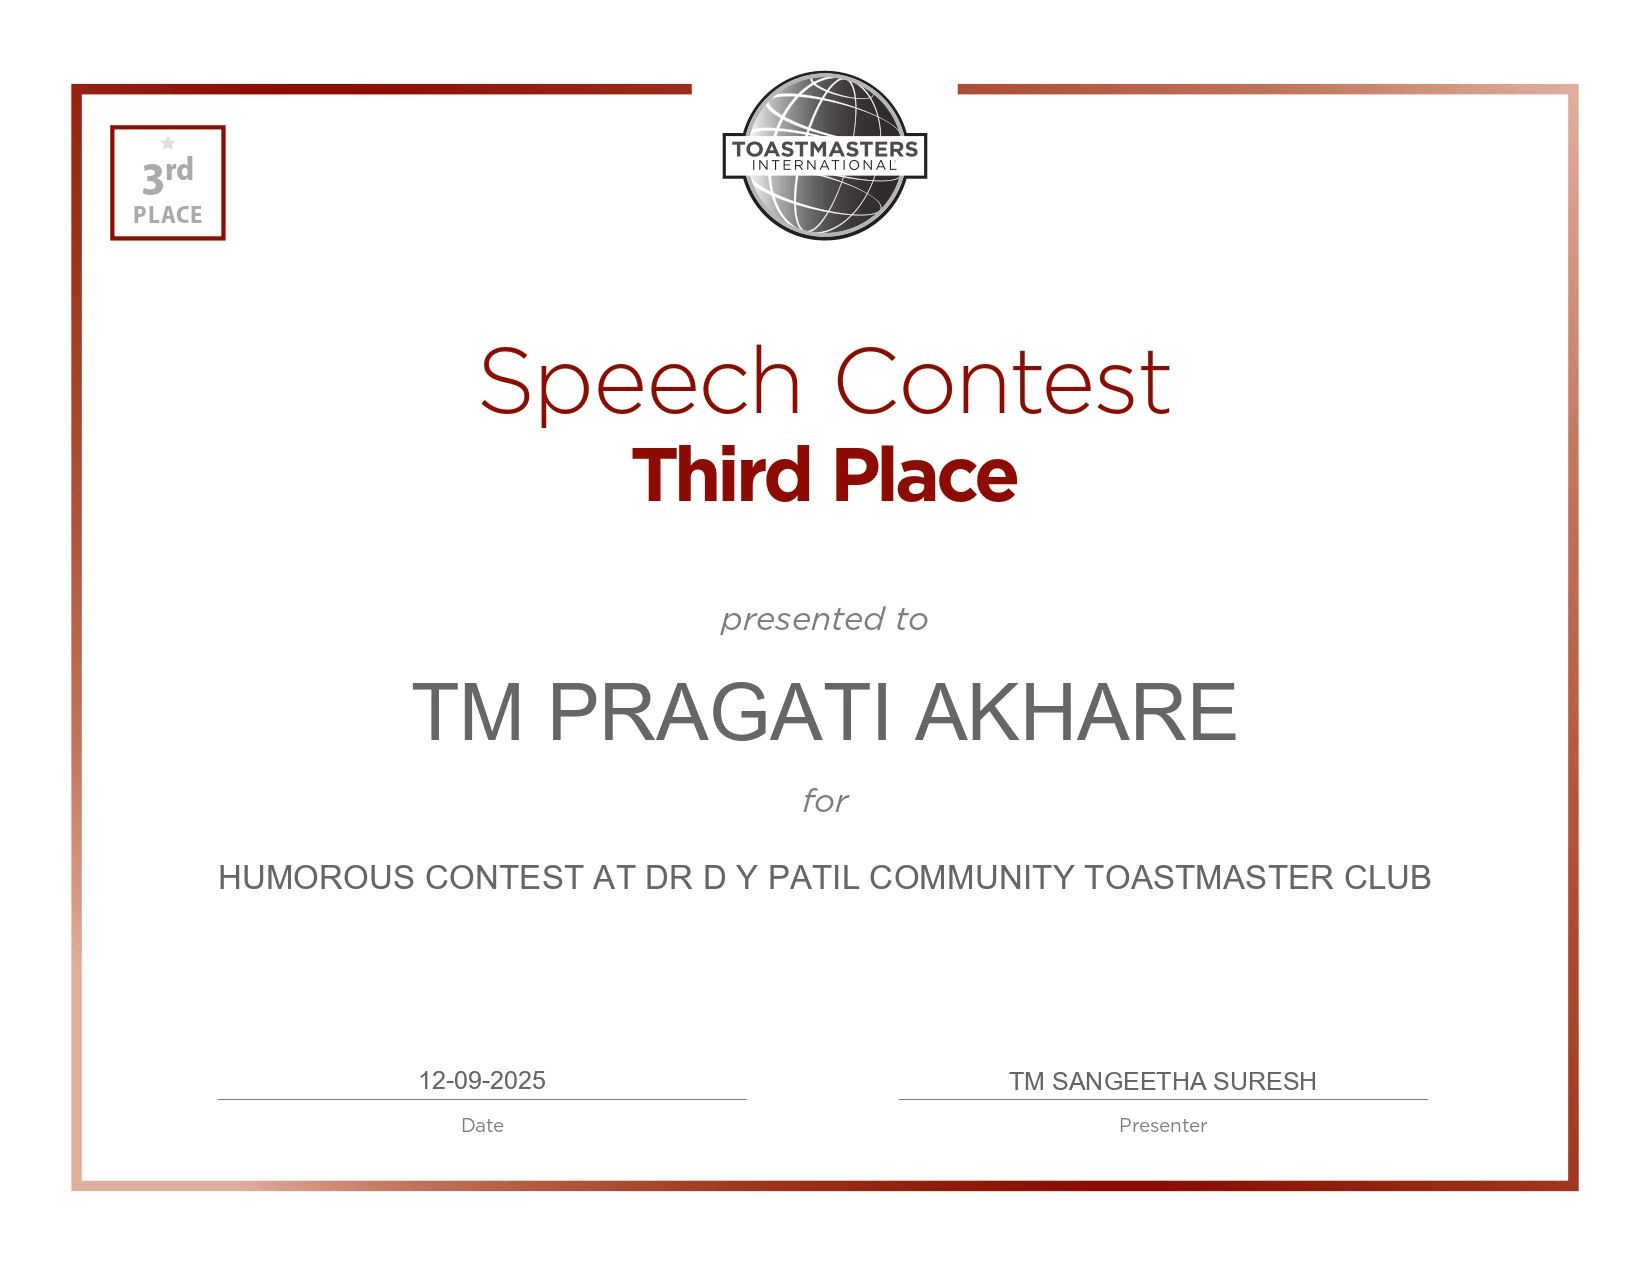 TOASTMASTERS
INTERNATIONAL
3rd
PLACE
Speech Contest
Third Place
presented to
TM PRAGATI AKHARE
for
HUMOROUS CONTEST AT DR D Y PATIL COMMUNITY TOASTMASTER CLUB
12-09-2025
Date
TM SANGEETHA SURESH
Presenter